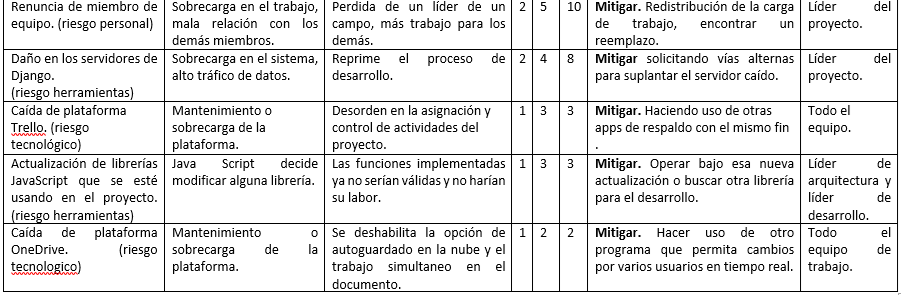 Renuncia de miembro de
equipo. (riesgo personal)
Sobrecarga en el trabajo,
mala relación con los
demás miembros.
Perdida de un líder de un
campo, más trabajo para los
demás.
2
5
10
Mitigar. Redistribución de la carga
de trabajo, encontrar un
reemplazo.
Líder del
proyecto.
Daño en los servidores de
Django.
(riesgo herramientas)
Sobrecarga en el sistema,
alto tráfico de datos.
Reprime el proceso de
desarrollo.
2
4
8
Mitigar solicitando vías alternas
para suplantar el servidor caído.
Líder del
proyecto.
Caída de plataforma
Trello. (riesgo
tecnológico)
Mantenimiento o
sobrecarga de la
plataforma.
Desorden en la asignación y
control de actividades del
proyecto.
1
3
3
Mitigar. Haciendo uso de otras
apps de respaldo con el mismo fin
.
Todo el
equipo.
Actualización de librerías
JavaScript que se esté
usando en el proyecto.
(riesgo herramientas)
Java Script decide
modificar alguna librería.
Las funciones implementadas
ya no serían válidas y no harían
su labor.
1
3
3
Mitigar. Operar bajo esa nueva
actualización o buscar otra librería
para el desarrollo.
Líder de
arquitectura y
líder de
desarrollo.
Caída de plataforma
OneDrive. (riesgo
tecnologico)
Mantenimiento o
sobrecarga de la
plataforma.
Se deshabilita la opción de
autoguardado en la nube y el
trabajo simultaneo en el
documento.
1
2
2
Mitigar. Hacer uso de otro
programa que permita cambios
por varios usuarios en tiempo real.
Todo el
equipo de
trabajo.